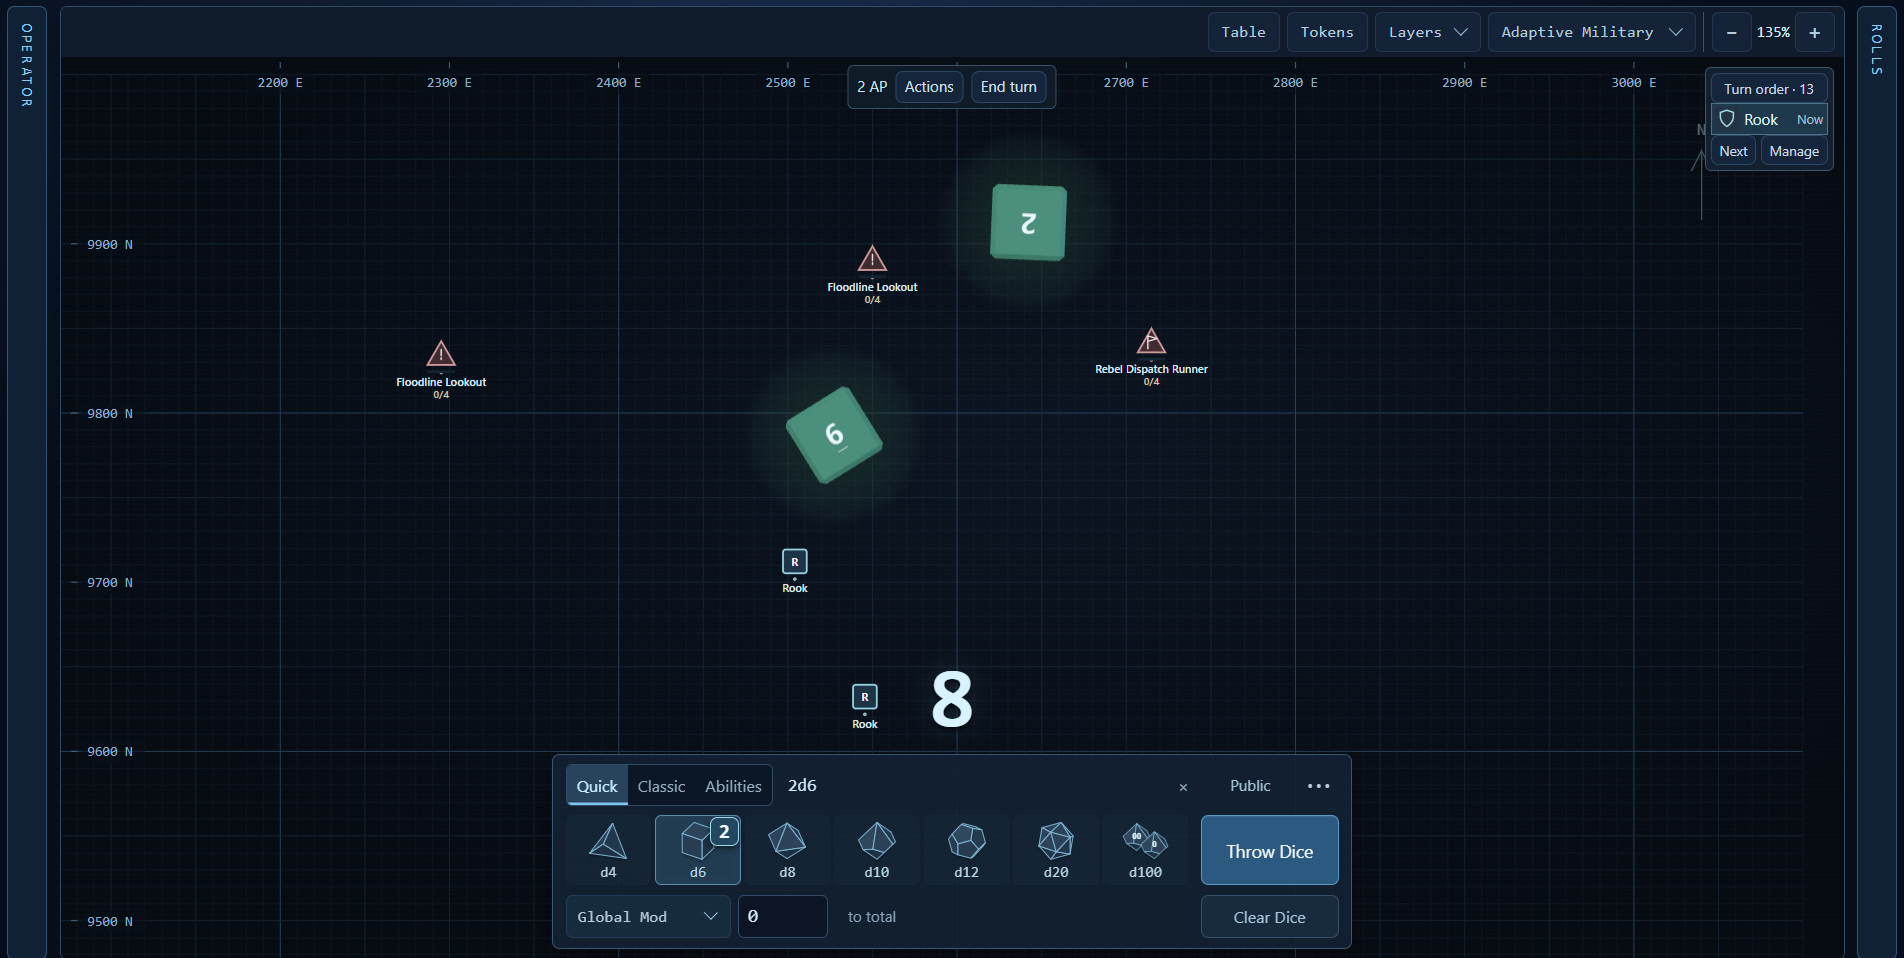 OPERATOR
Table Tokens Layers Adaptive Military − 135% +
ROLLS
2200 E 2300 E 2400 E 2500 E 2700 E 2800 E 2900 E 3000 E
2 AP Actions End turn
Turn order · 13
Rook Now
Next Manage
N
2
9900 N
!
Floodline Lookout
0/4
Rebel Dispatch Runner
0/4
!
Floodline Lookout
0/4
9800 N
6
R
Rook
9700 N
R
Rook
8
9600 N
Quick Classic Abilities 2d6 × Public •••
2
00 0
d4 d6 d8 d10 d12 d20 d100
Throw Dice
Global Mod 0 to total Clear Dice
9500 N